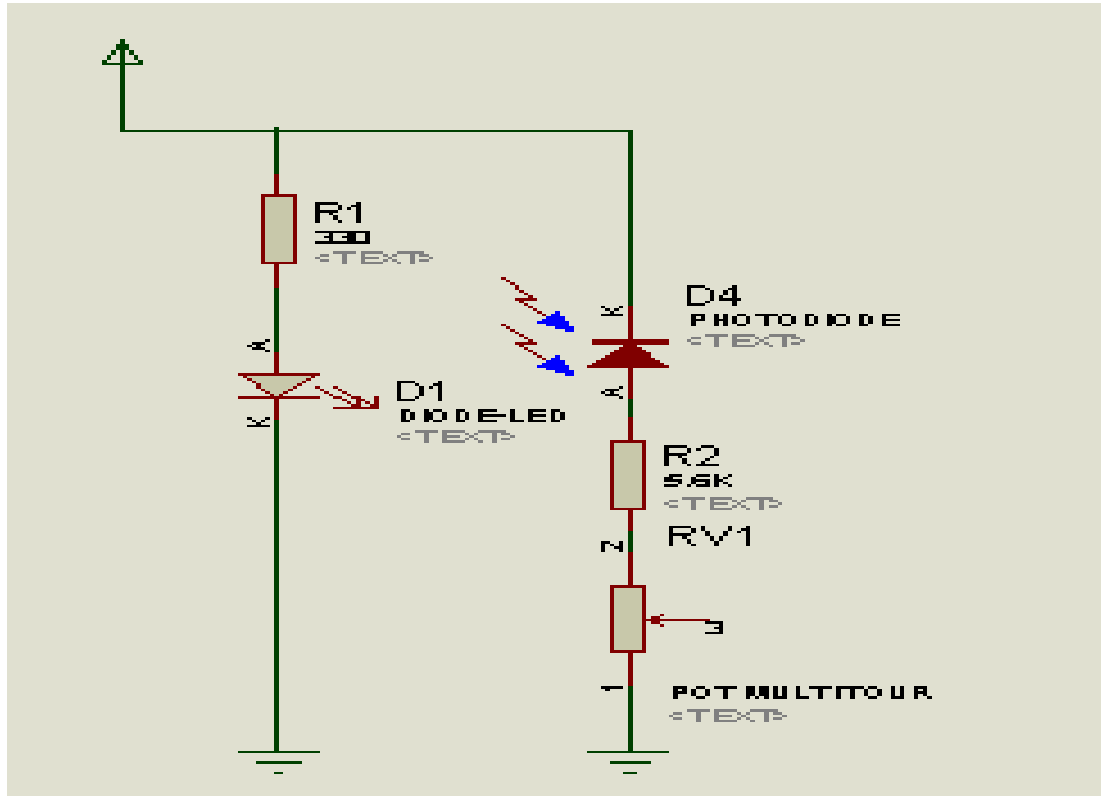 R1
330
<TEXT>
A
K
D1
DIODE-LED
<TEXT>
K
A
D4
PHOTODIODE
<TEXT>
R2
5.6K
<TEXT>
RV1
2
3
1
POT MULTITOUR
<TEXT>